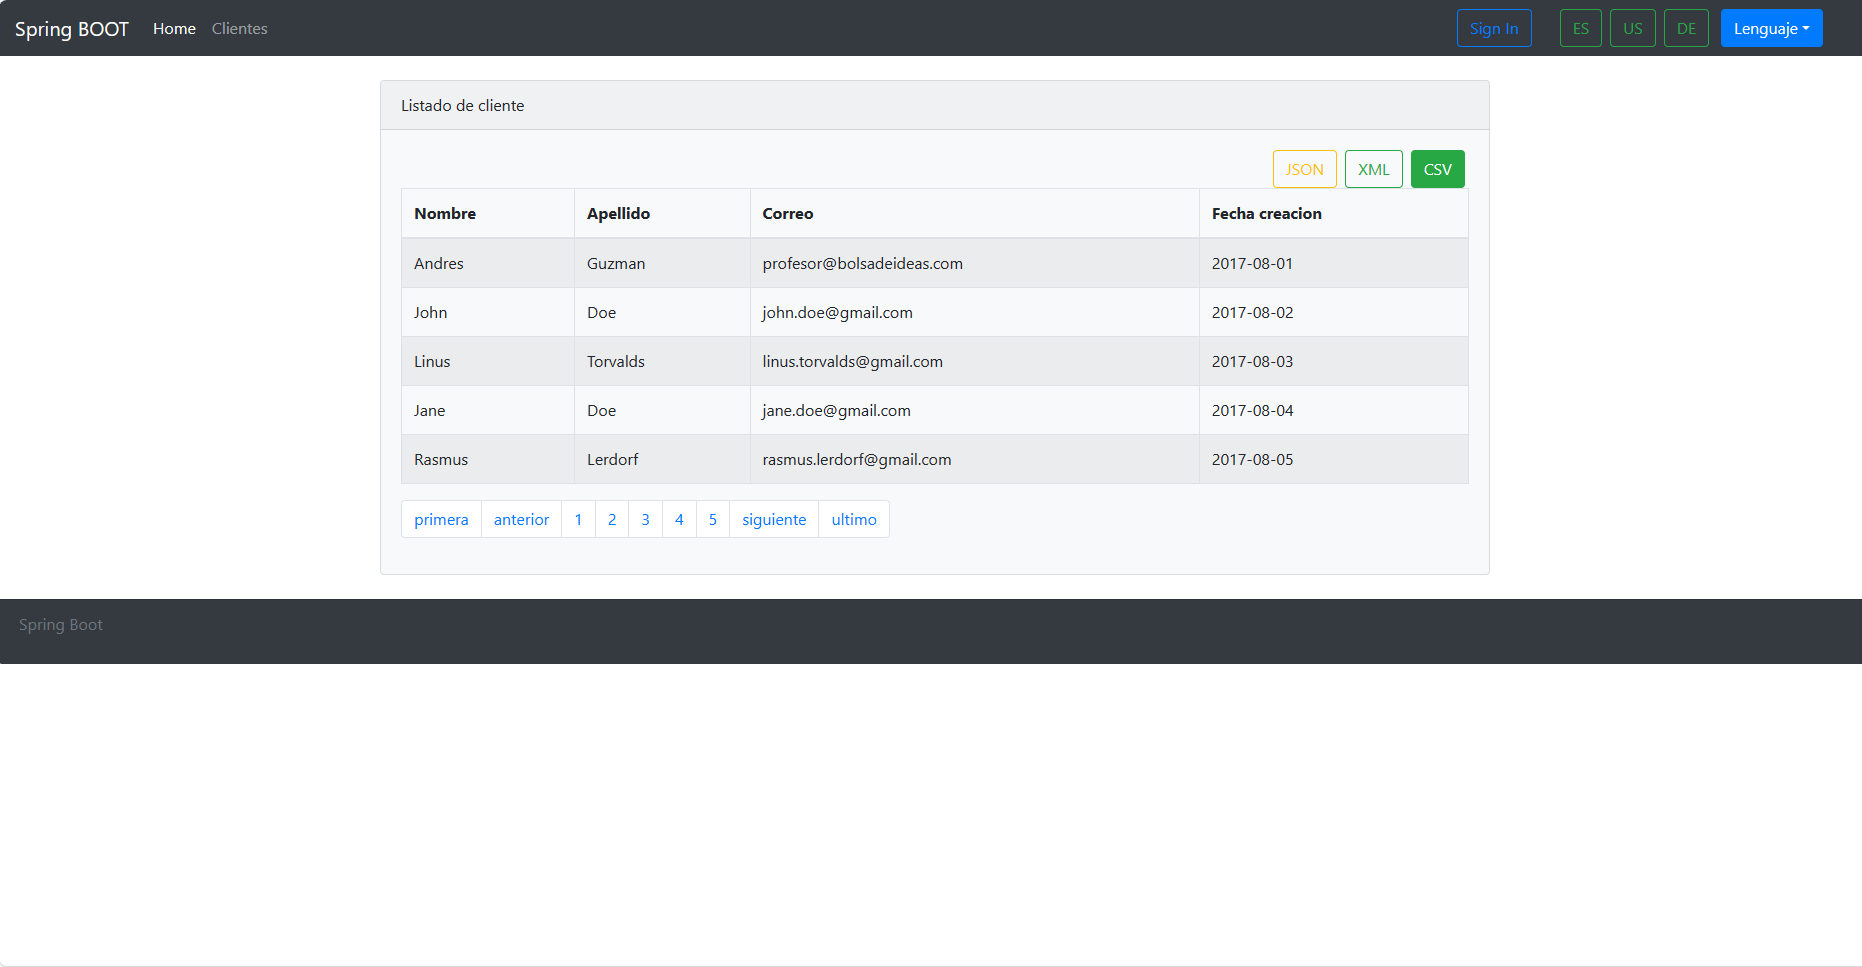 Spring BOOT Home Clientes Sign In ES US DE Lenguaje
Listado de cliente
JSON XML CSV
Nombre Apellido Correo Fecha creacion
Andres Guzman profesor@bolsadeideas.com 2017-08-01
John Doe john.doe@gmail.com 2017-08-02
Linus Torvalds linus.torvalds@gmail.com 2017-08-03
Jane Doe jane.doe@gmail.com 2017-08-04
Rasmus Lerdorf rasmus.lerdorf@gmail.com 2017-08-05
primera anterior 1 2 3 4 5 siguiente ultimo
Spring Boot